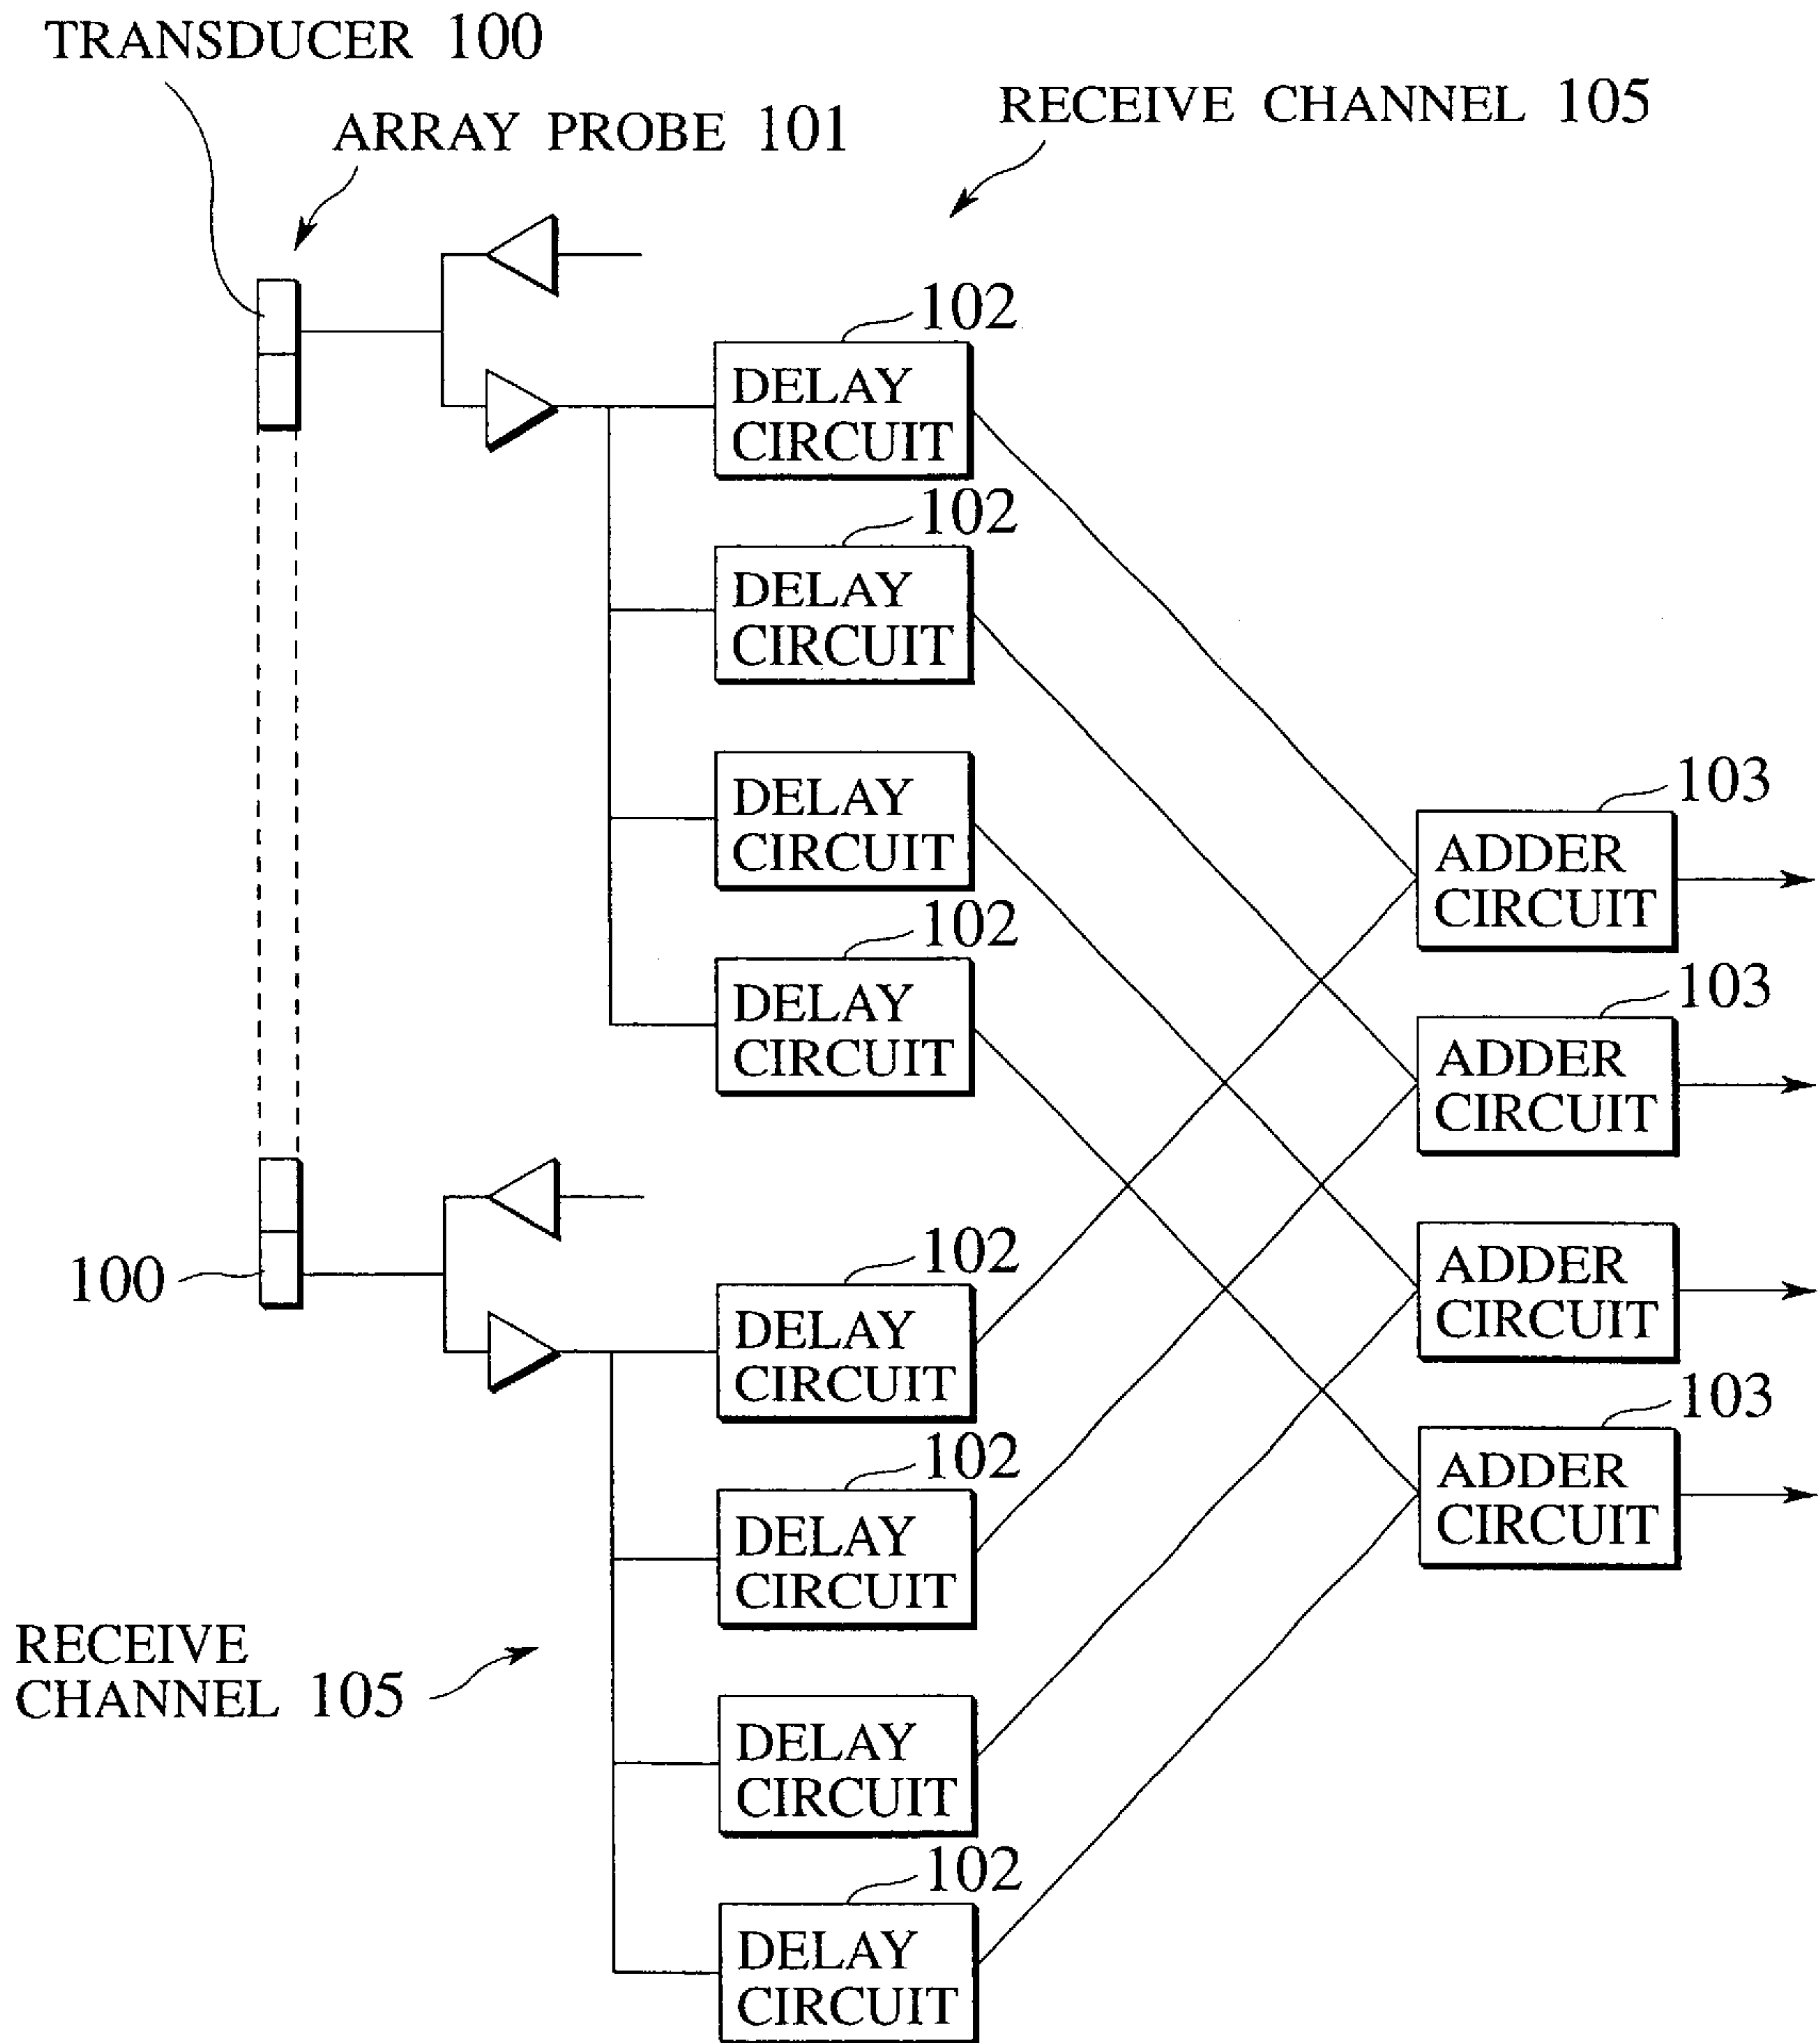 TRANSDUCER 100
ARRAY PROBE 101
RECEIVE CHANNEL 105
102
DELAY
CIRCUIT
102
DELAY
CIRCUIT
DELAY
CIRCUIT
103
ADDER
CIRCUIT
102
DELAY
CIRCUIT
103
ADDER
CIRCUIT
100
102
DELAY
CIRCUIT
ADDER
CIRCUIT
103
ADDER
CIRCUIT
102
DELAY
CIRCUIT
RECEIVE
CHANNEL 105
DELAY
CIRCUIT
102
DELAY
CIRCUIT